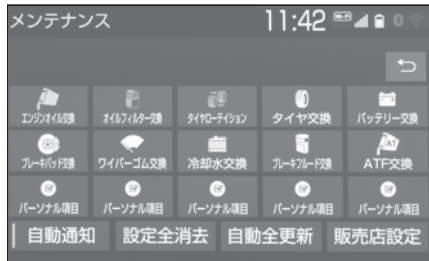 メンテナンス 11:42 Wi-Fi
エンジンオイル交換 オイルフィルター交換 タイヤローテイション タイヤ交換 バッテリー交換
ブレーキパッド交換 ワイパーゴム交換 冷却水交換 ブレーキフルード交換 ATF交換
パーソナル項目 パーソナル項目 パーソナル項目 パーソナル項目 パーソナル項目
自動通知 設定全消去 自動全更新 販売店設定